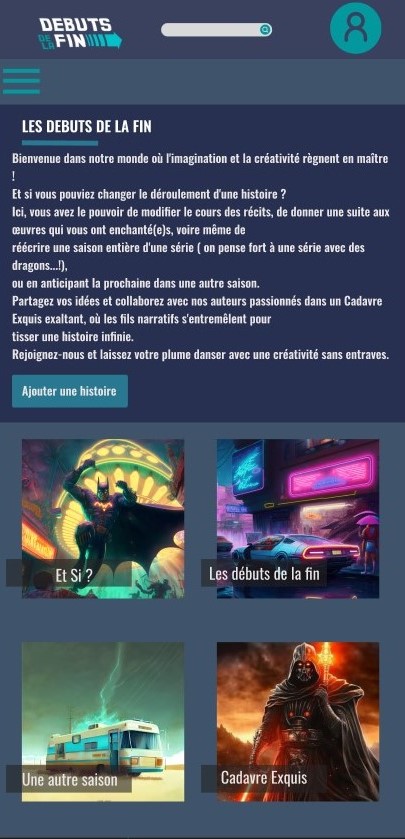 DEBUTS
DE LA FIN
LES DEBUTS DE LA FIN
Bienvenue dans notre monde où l'imagination et la créativité règnent en maître
!
Et si vous pouviez changer le déroulement d'une histoire ?
Ici, vous avez le pouvoir de modifier le cours des récits, de donner une suite aux
œuvres qui vous ont enchanté(e)s, voire même de
réécrire une saison entière d'une série ( on pense fort à une série avec des
dragons...!),
ou en anticipant la prochaine dans une autre saison.
Partagez vos idées et collaborez avec nos auteurs passionnés dans un Cadavre
Exquis exaltant, où les fils narratifs s'entremêlent pour
tisser une histoire infinie.
Rejoignez-nous et laissez votre plume danser avec une créativité sans entraves.
Ajouter une histoire
Et Si ?
Les débuts de la fin
Une autre saison
Cadavre Exquis